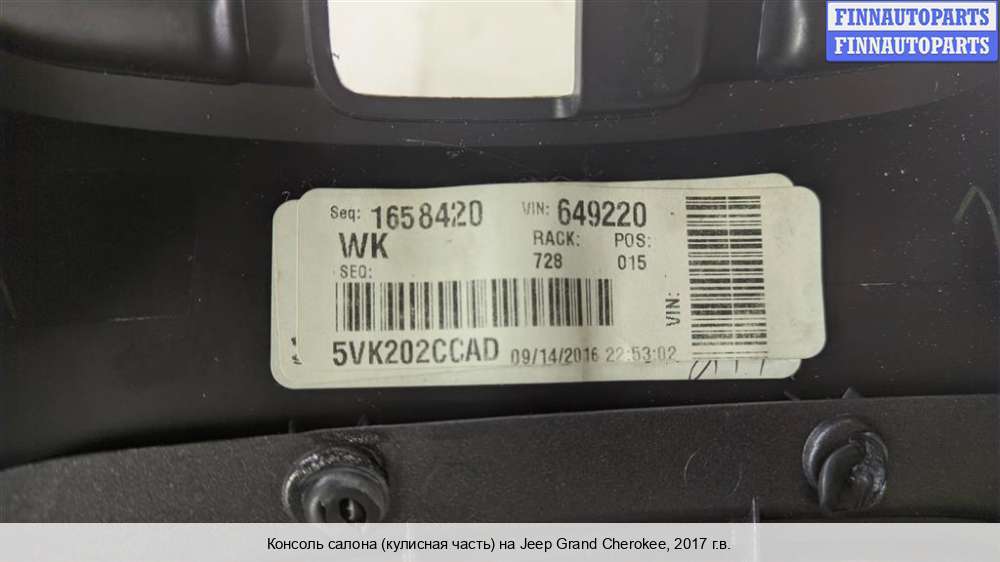 FINNAUTOPARTS
FINNAUTOPARTS
Seq: 1658420 VIN: 649220
WK RACK: POS:
SEQ: 728 015
VIN:
5VK202CCAD 09/14/2016 22:53:02
Консоль салона (кулисная часть) на Jeep Grand Cherokee, 2017 г.в.